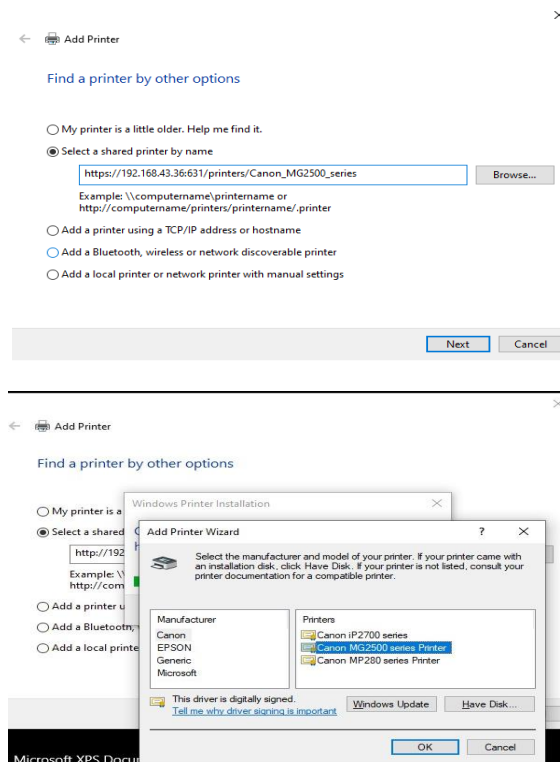 Add Printer
Find a printer by other options
My printer is a little older. Help me find it.
Select a shared printer by name
https://192.168.43.36:631/printers/Canon_MG2500_series
Browse...
Example: \\computername\printername or
http://computername/printers/printername/.printer
Add a printer using a TCP/IP address or hostname
Add a Bluetooth, wireless or network discoverable printer
Add a local printer or network printer with manual settings
Next Cancel
Add Printer
Find a printer by other options
My printer is a
Windows Printer Installation
Select a shared
Add Printer Wizard ?
http://192
Select the manufacturer and model of your printer. If your printer came with
an installation disk, click Have Disk. If your printer is not listed, consult your
printer documentation for a compatible printer.
Example: \\
http://com
Add a printer u
Add a Bluetooth,
Add a local printe
Manufacturer
Canon
EPSON
Generic
Microsoft
Printers
Canon iP2700 series
Canon MG2500 series Printer
Canon MP280 series Printer
This driver is digitally signed.
Tell me why driver signing is important
Windows Update Have Disk...
OK Cancel
Microsoft XPS Docu